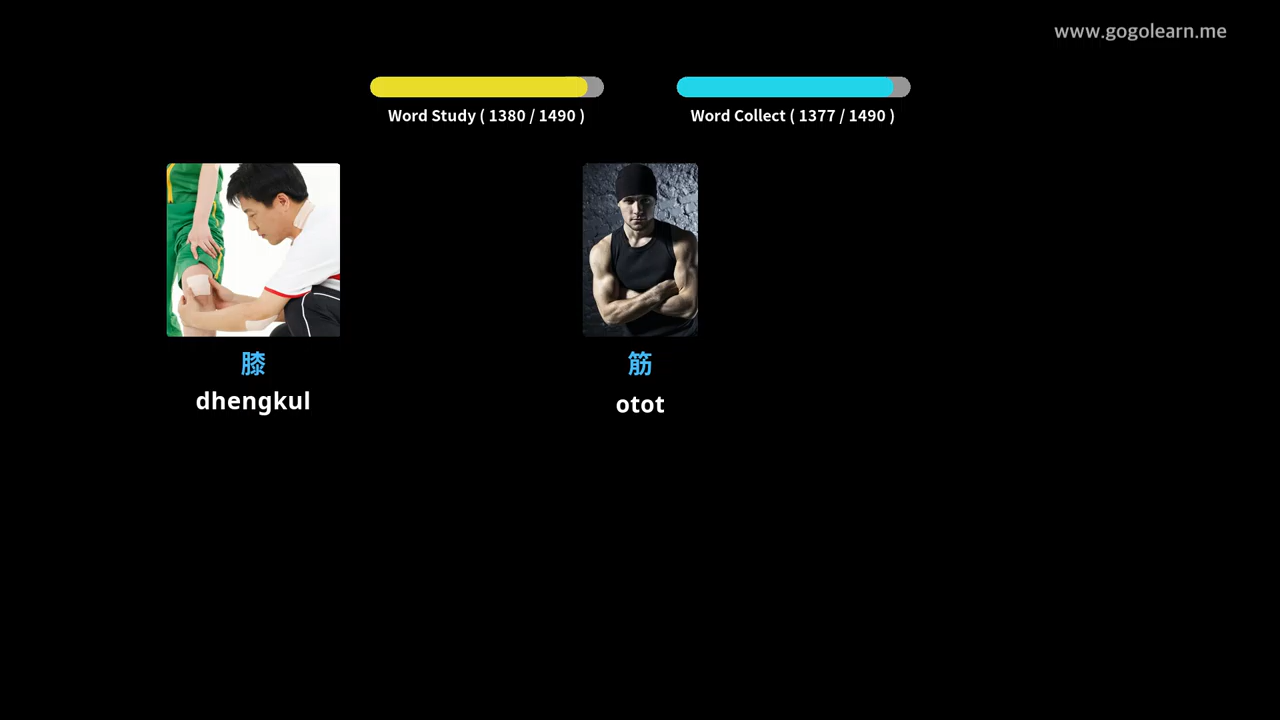 www.gogolearn.me
Word Study ( 1380 / 1490 )
Word Collect ( 1377 / 1490 )
膝
筋
dhengkul
otot